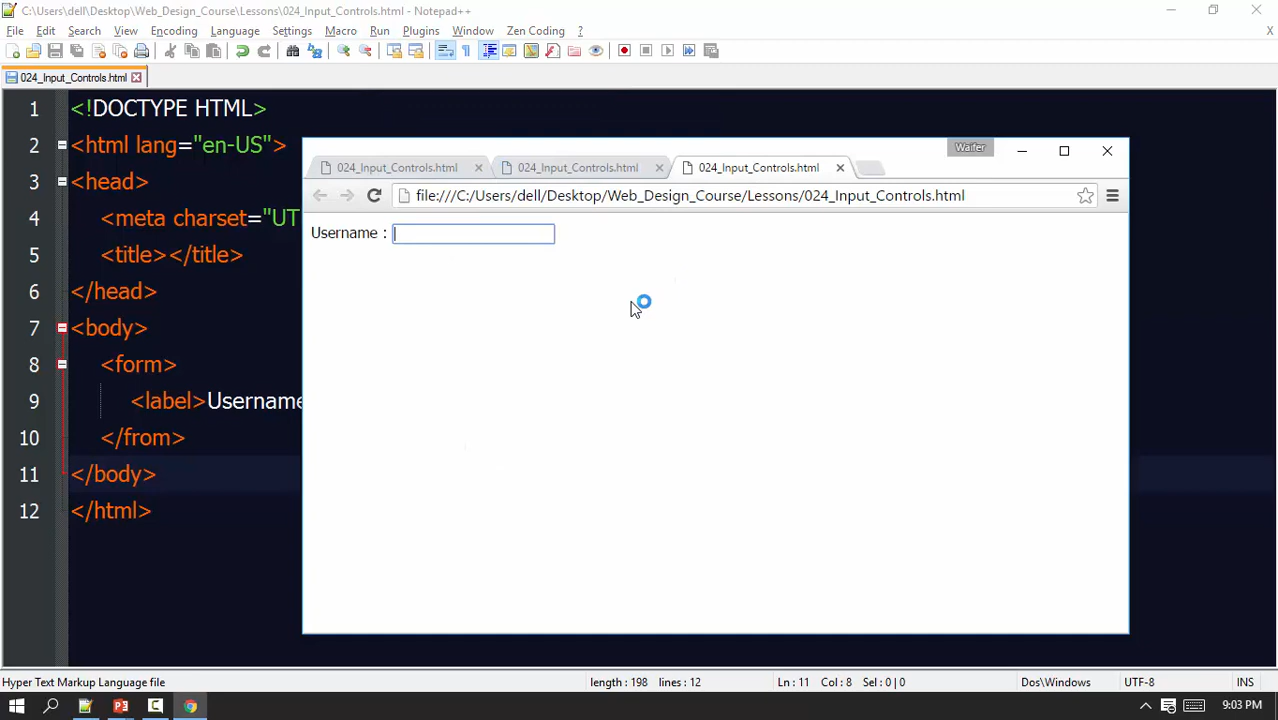 C:\Users\dell\Desktop\Web_Design_Course\Lessons\024_Input_Controls.html - Notepad++
File Edit Search View Encoding Language Settings Macro Run Plugins Window Zen Coding ? X
024_Input_Controls.html
1 <!DOCTYPE HTML>
2 <html lang="en-US">
3 <head>
4 <meta charset="UT
5 <title></title>
6 </head>
7 <body>
8 <form>
9 <label>Username
10 </from>
11 </body>
12 </html>
Waifer
024_Input_Controls.html 024_Input_Controls.html 024_Input_Controls.html
file:///C:/Users/dell/Desktop/Web_Design_Course/Lessons/024_Input_Controls.html
Username :
Hyper Text Markup Language file length : 198 lines : 12 Ln : 11 Col : 8 Sel : 0 | 0 Dos\Windows UTF-8 INS
9:03 PM